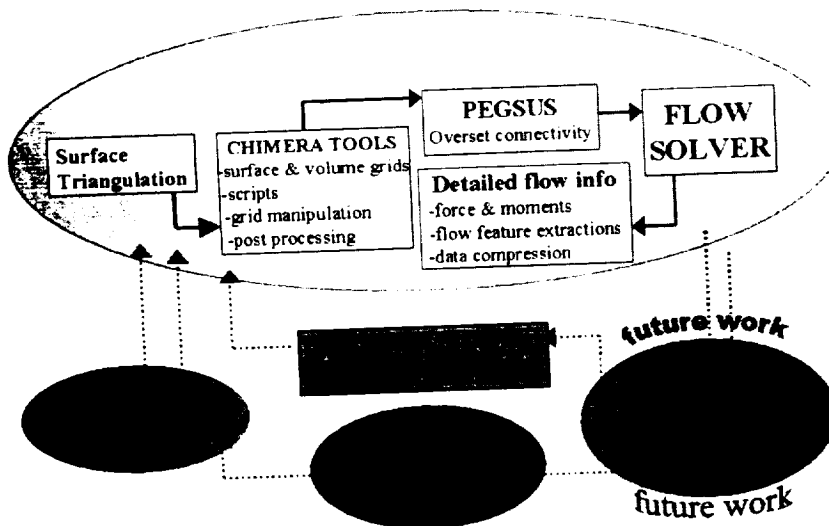 Surface
Triangulation
CHIMERA TOOLS
-surface & volume grids
-scripts
-grid manipulation
-post processing
PEGSUS
Overset connectivity
FLOW
SOLVER
Detailed flow info
-force & moments
-flow feature extractions
-data compression
future work
future work